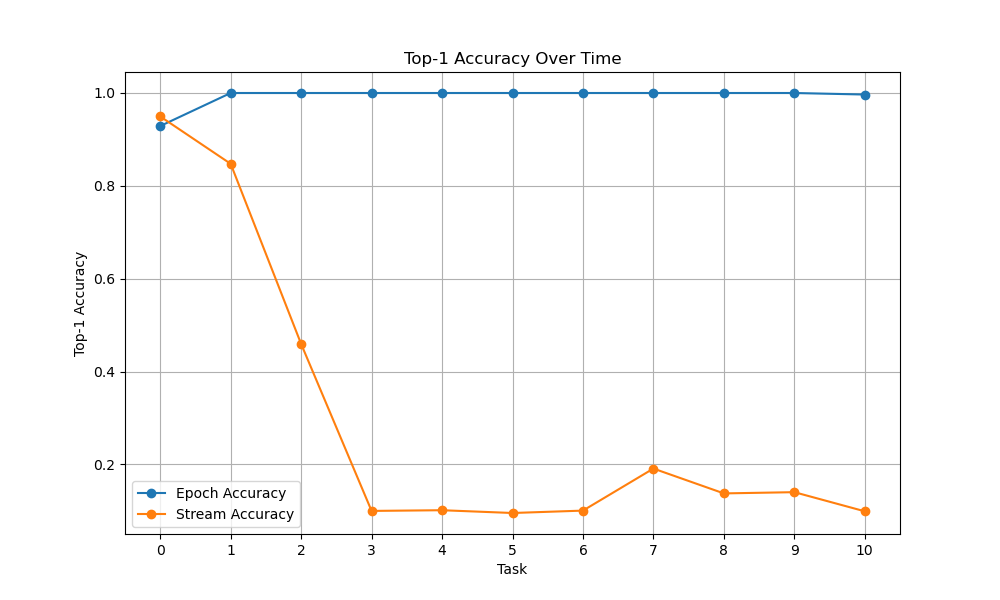 Top-1 Accuracy Over Time
1.0
0.8
0.6
0.4
0.2
Top-1 Accuracy
Epoch Accuracy
Stream Accuracy
0 1 2 3 4 5 6 7 8 9 10
Task